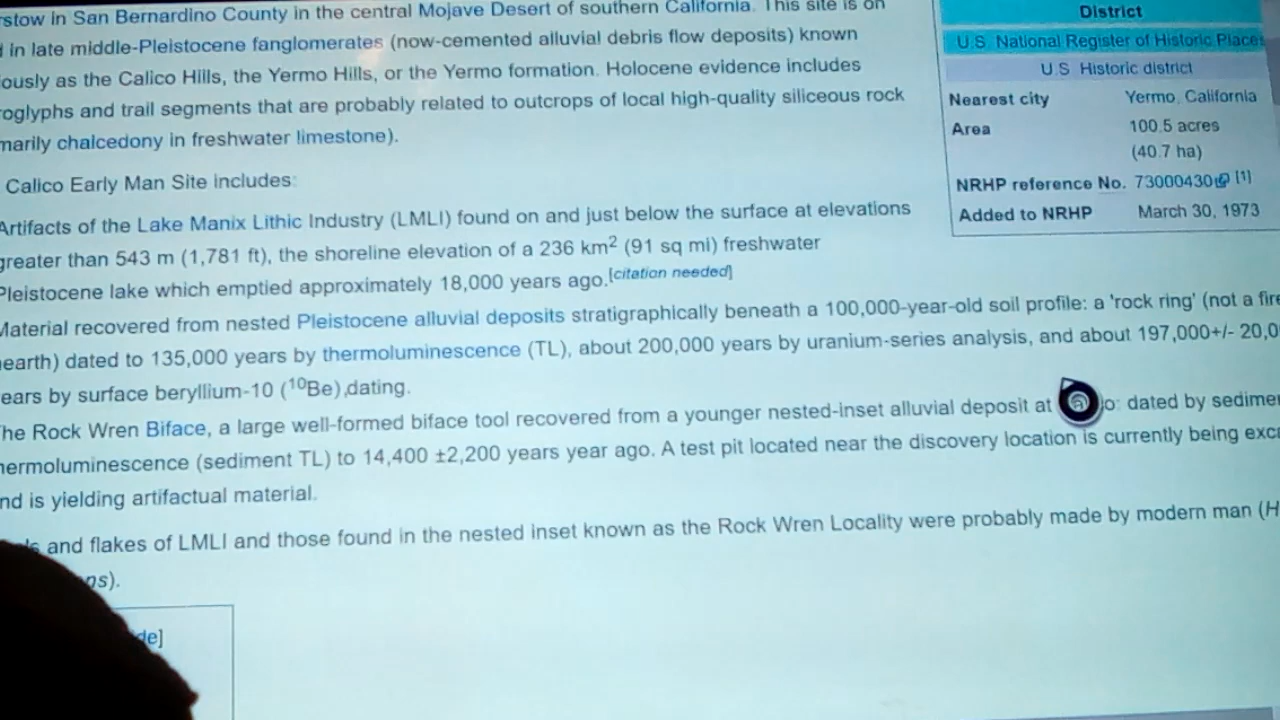 rstow in San Bernardino County in the central Mojave Desert of southern California. This site is on
in late middle-Pleistocene fanglomerates (now-cemented alluvial debris flow deposits) known
iously as the Calico Hills, the Yermo Hills, or the Yermo formation. Holocene evidence includes
roglyphs and trail segments that are probably related to outcrops of local high-quality siliceous rock
marily chalcedony in freshwater limestone).
Calico Early Man Site includes:
Artifacts of the Lake Manix Lithic Industry (LMLI) found on and just below the surface at elevations
greater than 543 m (1,781 ft), the shoreline elevation of a 236 km² (91 sq mi) freshwater
Pleistocene lake which emptied approximately 18,000 years ago.[citation needed]
Material recovered from nested Pleistocene alluvial deposits stratigraphically beneath a 100,000-year-old soil profile: a 'rock ring' (not a fire
hearth) dated to 135,000 years by thermoluminescence (TL), about 200,000 years by uranium-series analysis, and about 197,000+/- 20,0
ears by surface beryllium-10 (¹⁰Be) dating.
The Rock Wren Biface, a large well-formed biface tool recovered from a younger nested-inset alluvial deposit at o: dated by sedime
hermoluminescence (sediment TL) to 14,400 ±2,200 years year ago. A test pit located near the discovery location is currently being exc
nd is yielding artifactual material.
ls and flakes of LMLI and those found in the nested inset known as the Rock Wren Locality were probably made by modern man (H
ns).
de]
District
U.S. National Register of Historic Places
U.S. Historic district
Nearest city Yermo, California
Area 100.5 acres
(40.7 ha)
NRHP reference No. 73000430 [1]
Added to NRHP March 30, 1973